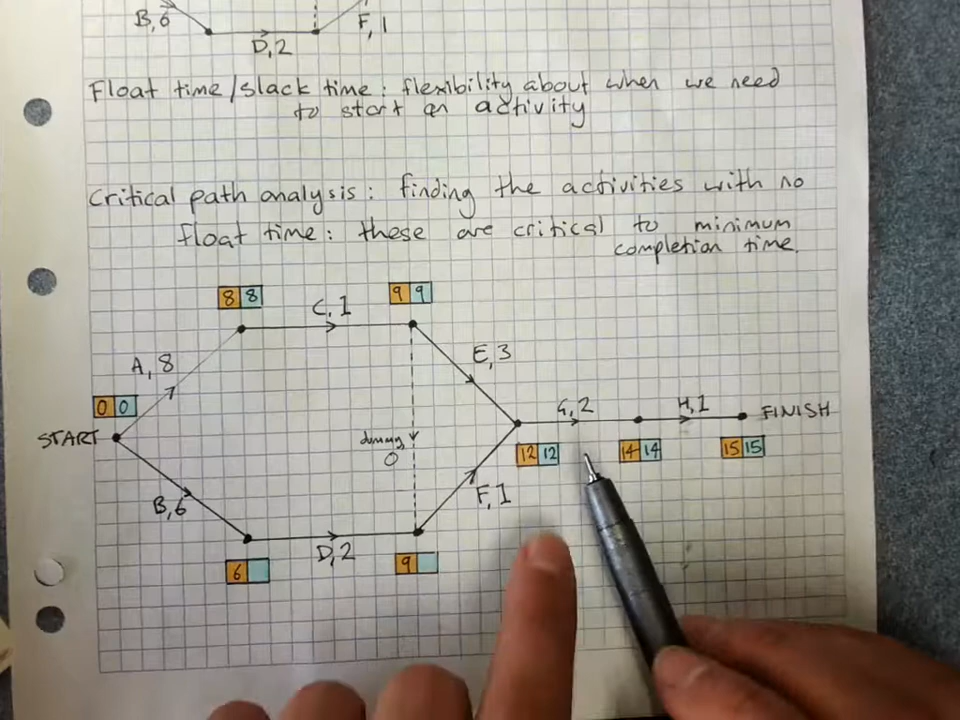 B,6
F,1
D,2
Float time/slack time: flexibility about when we need
to start an activity
Critical path analysis: finding the activities with no
float time: these are critical to minimum
completion time.
8 8
C,1
9 9
A,8
E,3
0 0
G,2
H,1
START
FINISH
dummy
0
12 12
14 14
15 15
B,6
F,1
D,2
6
9